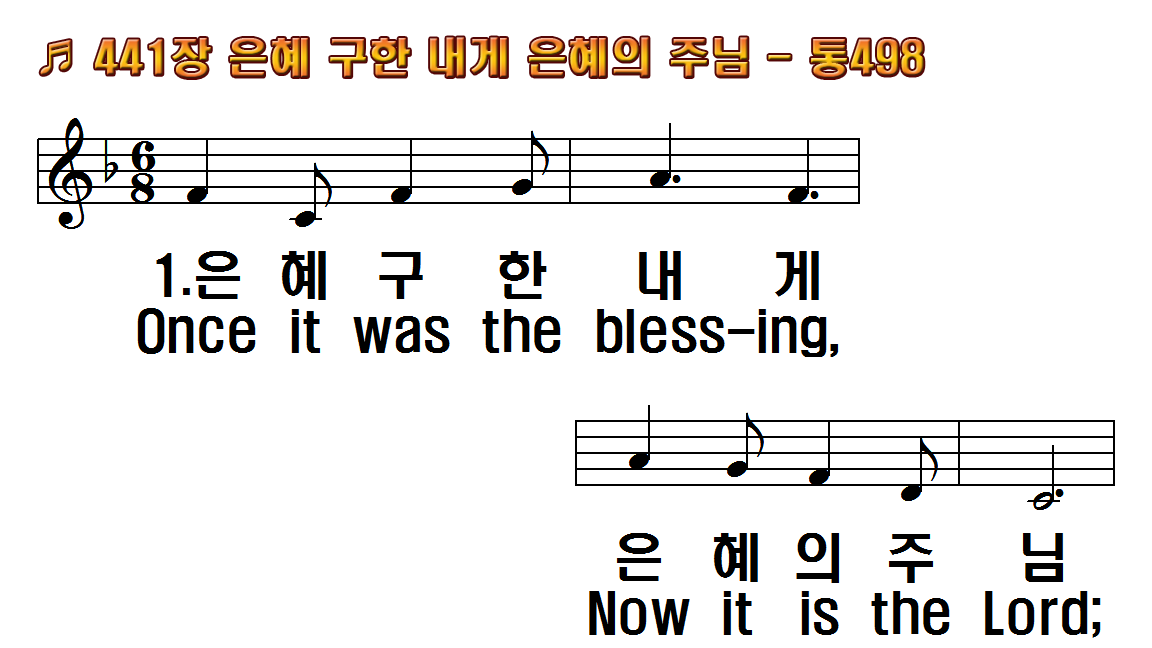 ♬ 441장 은혜 구한 내게 은혜의 주님 - 통498
6
8
1.은 혜 구 한 내 게
Once it was the bless-ing,
은 혜 의 주 님
Now it is the Lord;